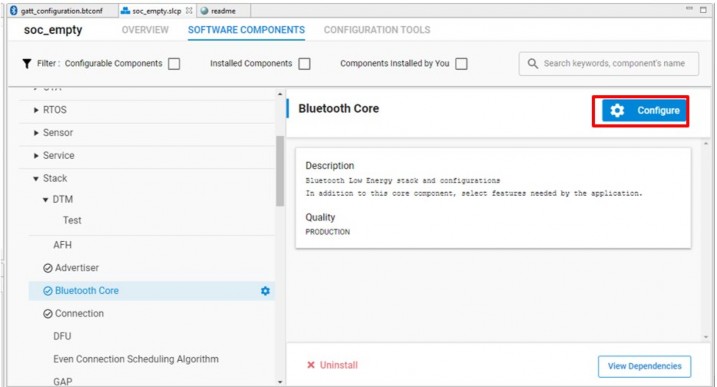 gatt_configuration.btconf
soc_empty.slcp
readme
soc_empty
OVERVIEW
SOFTWARE COMPONENTS
CONFIGURATION TOOLS
Filter : Configurable Components
Installed Components
Components Installed by You
Search keywords, component's name
RTOS
Sensor
Service
Stack
DTM
Test
AFH
Advertiser
Bluetooth Core
Connection
DFU
Even Connection Scheduling Algorithm
GAP
Bluetooth Core
Configure
Description
Bluetooth Low Energy stack and configurations
In addition to this core component, select features needed by the application.
Quality
PRODUCTION
Uninstall
View Dependencies